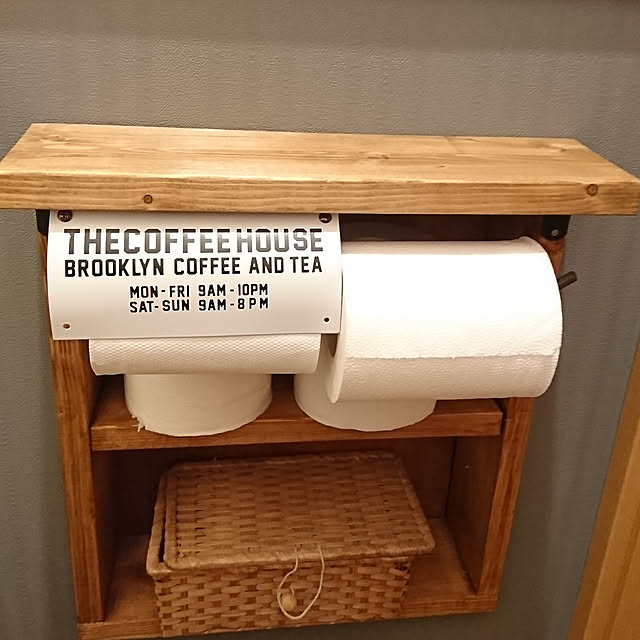 THECOFFEEHOUSE
BROOKLYN COFFEE AND TEA
MON-FRI 9AM-10PM
SAT-SUN 9AM-8PM